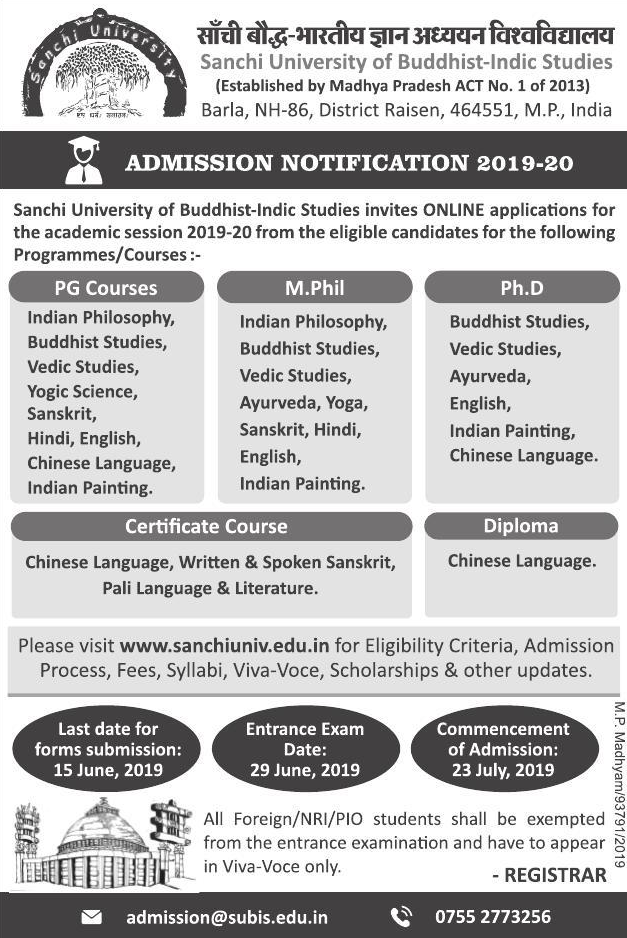 Sanchi University
एष धर्मः सनातनः
साँची बौद्ध-भारतीय ज्ञान अध्ययन विश्वविद्यालय
Sanchi University of Buddhist-Indic Studies
(Established by Madhya Pradesh ACT No. 1 of 2013)
Barla, NH-86, District Raisen, 464551, M.P., India
ADMISSION NOTIFICATION 2019-20
Sanchi University of Buddhist-Indic Studies invites ONLINE applications for
the academic session 2019-20 from the eligible candidates for the following
Programmes/Courses :-
PG Courses
Indian Philosophy,
Buddhist Studies,
Vedic Studies,
Yogic Science,
Sanskrit,
Hindi, English,
Chinese Language,
Indian Painting.
M.Phil
Indian Philosophy,
Buddhist Studies,
Vedic Studies,
Ayurveda, Yoga,
Sanskrit, Hindi,
English,
Indian Painting.
Ph.D
Buddhist Studies,
Vedic Studies,
Ayurveda,
English,
Indian Painting,
Chinese Language.
Certificate Course
Chinese Language, Written & Spoken Sanskrit,
Pali Language & Literature.
Diploma
Chinese Language.
Please visit www.sanchiuniv.edu.in for Eligibility Criteria, Admission
Process, Fees, Syllabi, Viva-Voce, Scholarships & other updates.
Last date for
forms submission:
15 June, 2019
Entrance Exam
Date:
29 June, 2019
Commencement
of Admission:
23 July, 2019
M.P. Madhyam/93791/2019
All Foreign/NRI/PIO students shall be exempted
from the entrance examination and have to appear
in Viva-Voce only.
- REGISTRAR
admission@subis.edu.in
0755 2773256